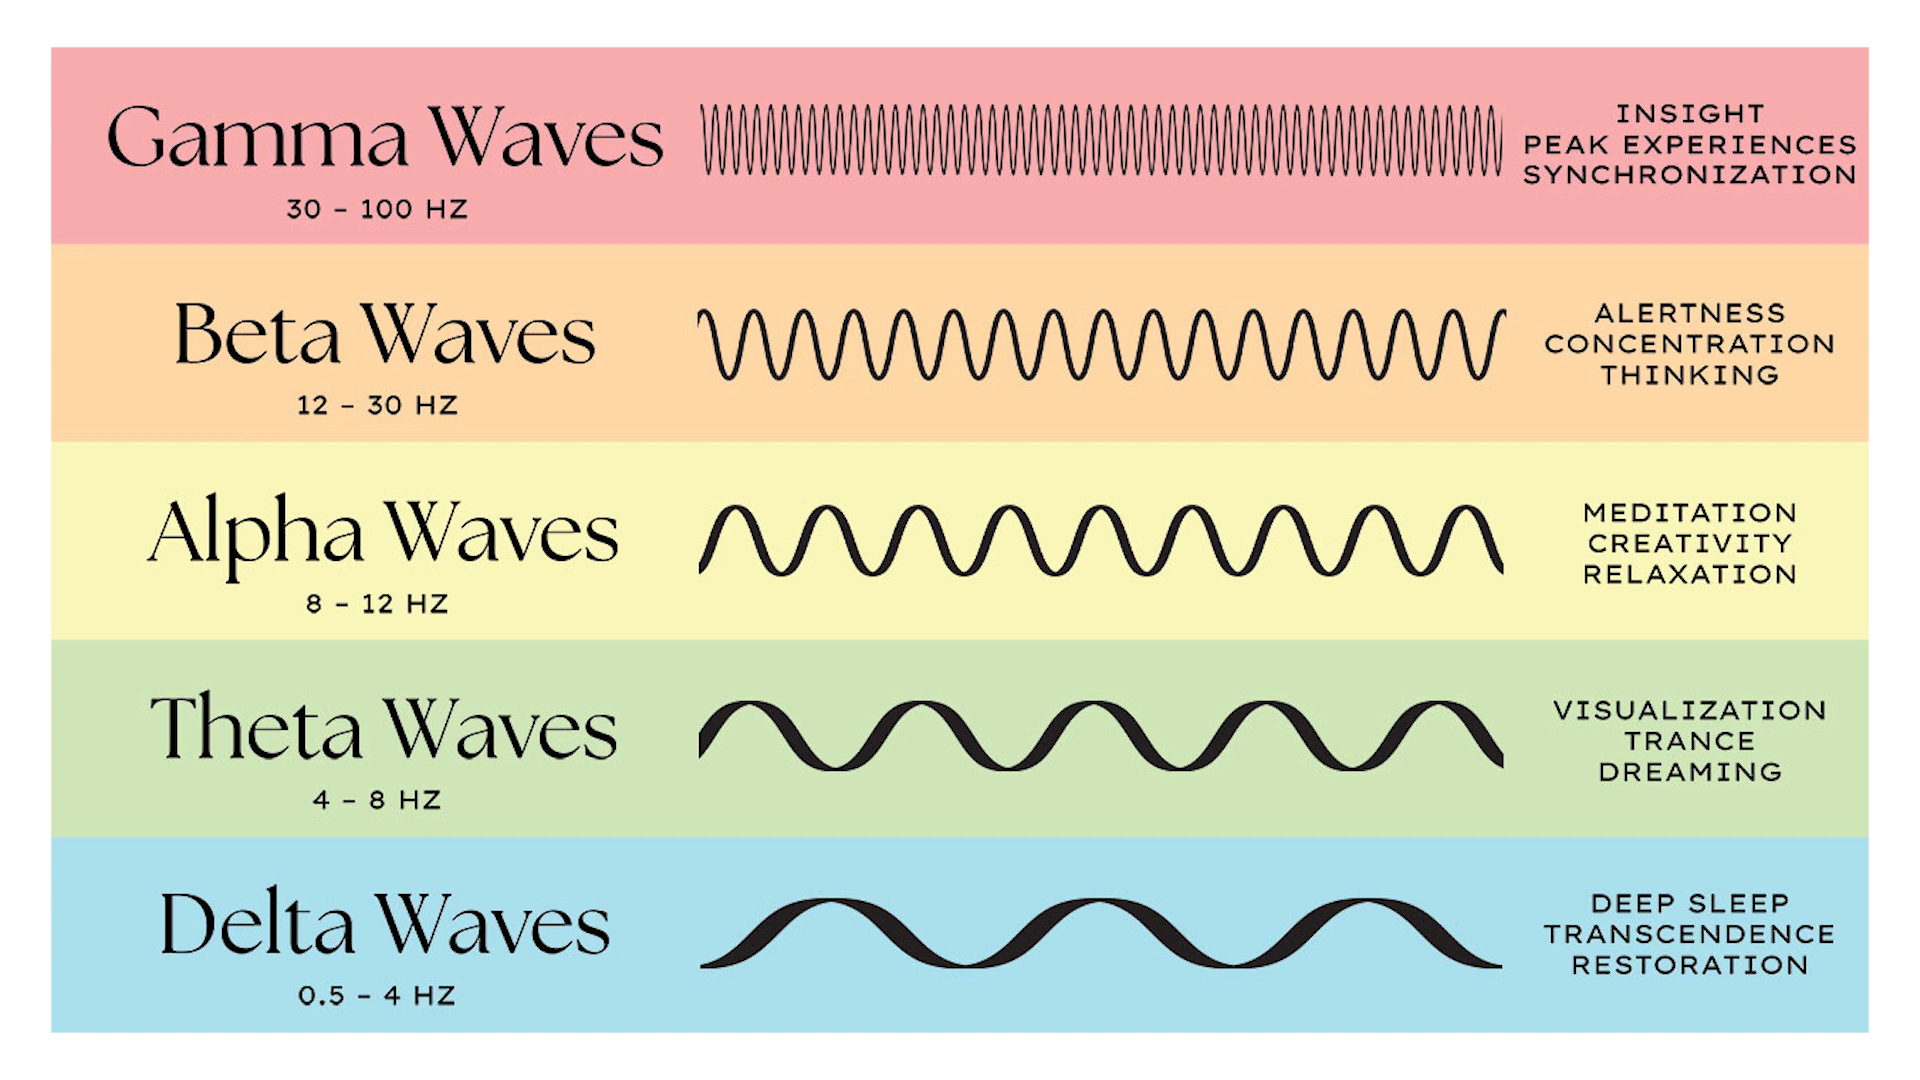 Gamma Waves
30 – 100 HZ
INSIGHT
PEAK EXPERIENCES
SYNCHRONIZATION
Beta Waves
12 – 30 HZ
ALERTNESS
CONCENTRATION
THINKING
Alpha Waves
8 – 12 HZ
MEDITATION
CREATIVITY
RELAXATION
Theta Waves
4 – 8 HZ
VISUALIZATION
TRANCE
DREAMING
Delta Waves
0.5 – 4 HZ
DEEP SLEEP
TRANSCENDENCE
RESTORATION